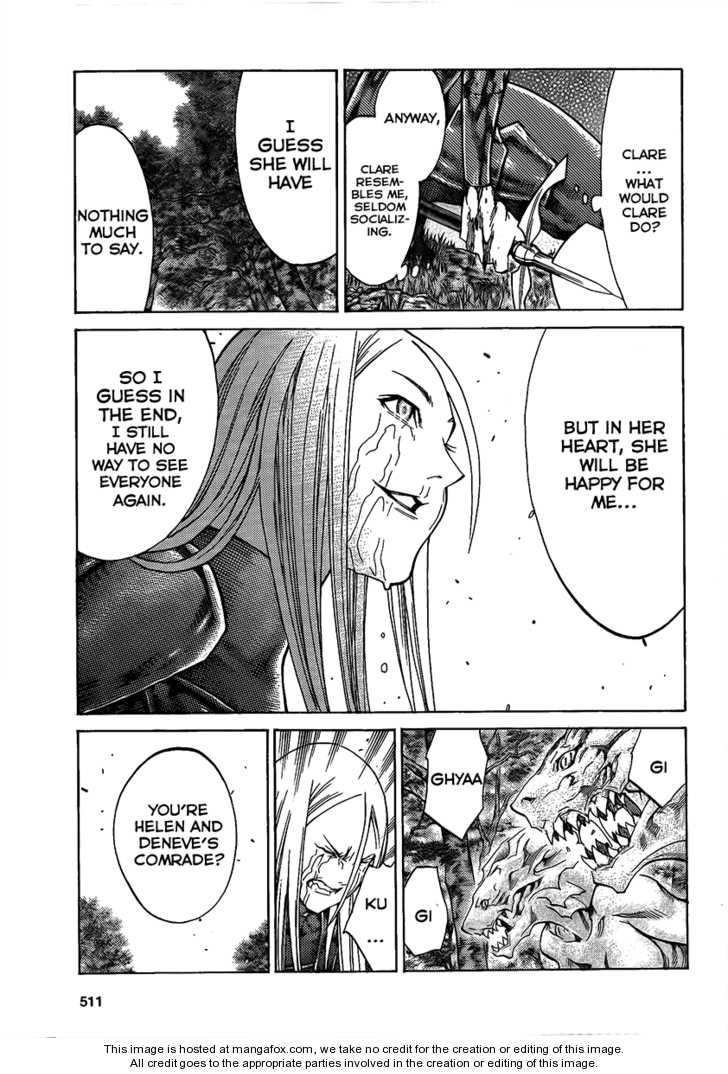 CLARE
...
WHAT
WOULD
CLARE
DO?
ANYWAY,
CLARE
RESEM-
BLES ME,
SELDOM
SOCIALIZ-
ING.
I
GUESS
SHE WILL
HAVE
NOTHING
MUCH
TO SAY.
BUT IN HER
HEART, SHE
WILL BE
HAPPY FOR
ME...
SO I
GUESS IN
THE END,
I STILL
HAVE NO
WAY TO SEE
EVERYONE
AGAIN.
GI
GHYAA
GI
KU
...
YOU'RE
HELEN AND
DENEVE'S
COMRADE?
511
This image is hosted at mangafox.com, we take no credit for the creation or editing of this image.
All credit goes to the appropriate parties involved in the creation or editing of this image.